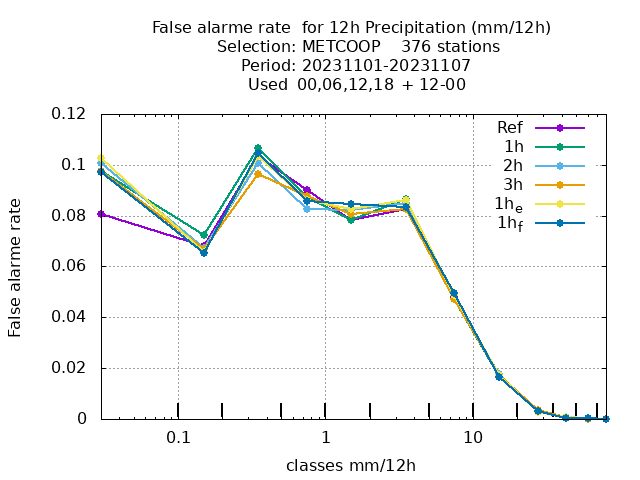 False alarme rate  for 12h Precipitation (mm/12h)
Selection: METCOOP    376 stations
Period: 20231101-20231107
Used  00,06,12,18 + 12-00
0.12
0.1
0.08
0.06
0.04
0.02
0
False alarme rate
Ref
1h
2h
3h
1he
1hf
0.1
1
10
classes mm/12h